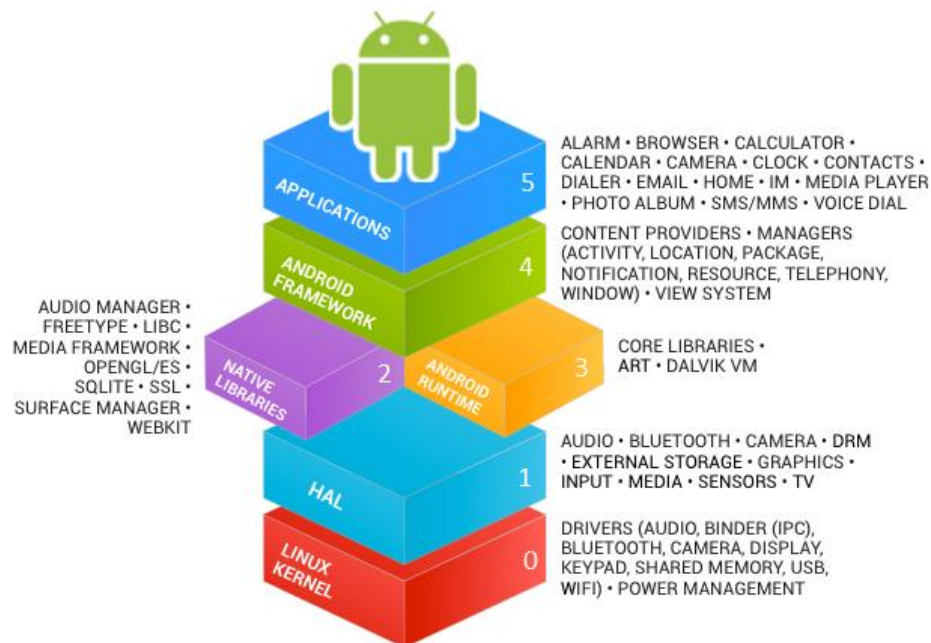 APPLICATIONS
5
ALARM • BROWSER • CALCULATOR •
CALENDAR • CAMERA • CLOCK • CONTACTS •
DIALER • EMAIL • HOME • IM • MEDIA PLAYER
• PHOTO ALBUM • SMS/MMS • VOICE DIAL
ANDROID
FRAMEWORK
4
CONTENT PROVIDERS • MANAGERS
(ACTIVITY, LOCATION, PACKAGE,
NOTIFICATION, RESOURCE, TELEPHONY,
WINDOW) • VIEW SYSTEM
AUDIO MANAGER •
FREETYPE • LIBC •
MEDIA FRAMEWORK •
OPENGL/ES •
SQLITE • SSL •
SURFACE MANAGER •
WEBKIT
NATIVE
LIBRARIES
2
ANDROID
RUNTIME
3
CORE LIBRARIES •
ART • DALVIK VM
HAL
1
AUDIO • BLUETOOTH • CAMERA • DRM
• EXTERNAL STORAGE • GRAPHICS •
INPUT • MEDIA • SENSORS • TV
LINUX
KERNEL
0
DRIVERS (AUDIO, BINDER (IPC),
BLUETOOTH, CAMERA, DISPLAY,
KEYPAD, SHARED MEMORY, USB,
WIFI) • POWER MANAGEMENT